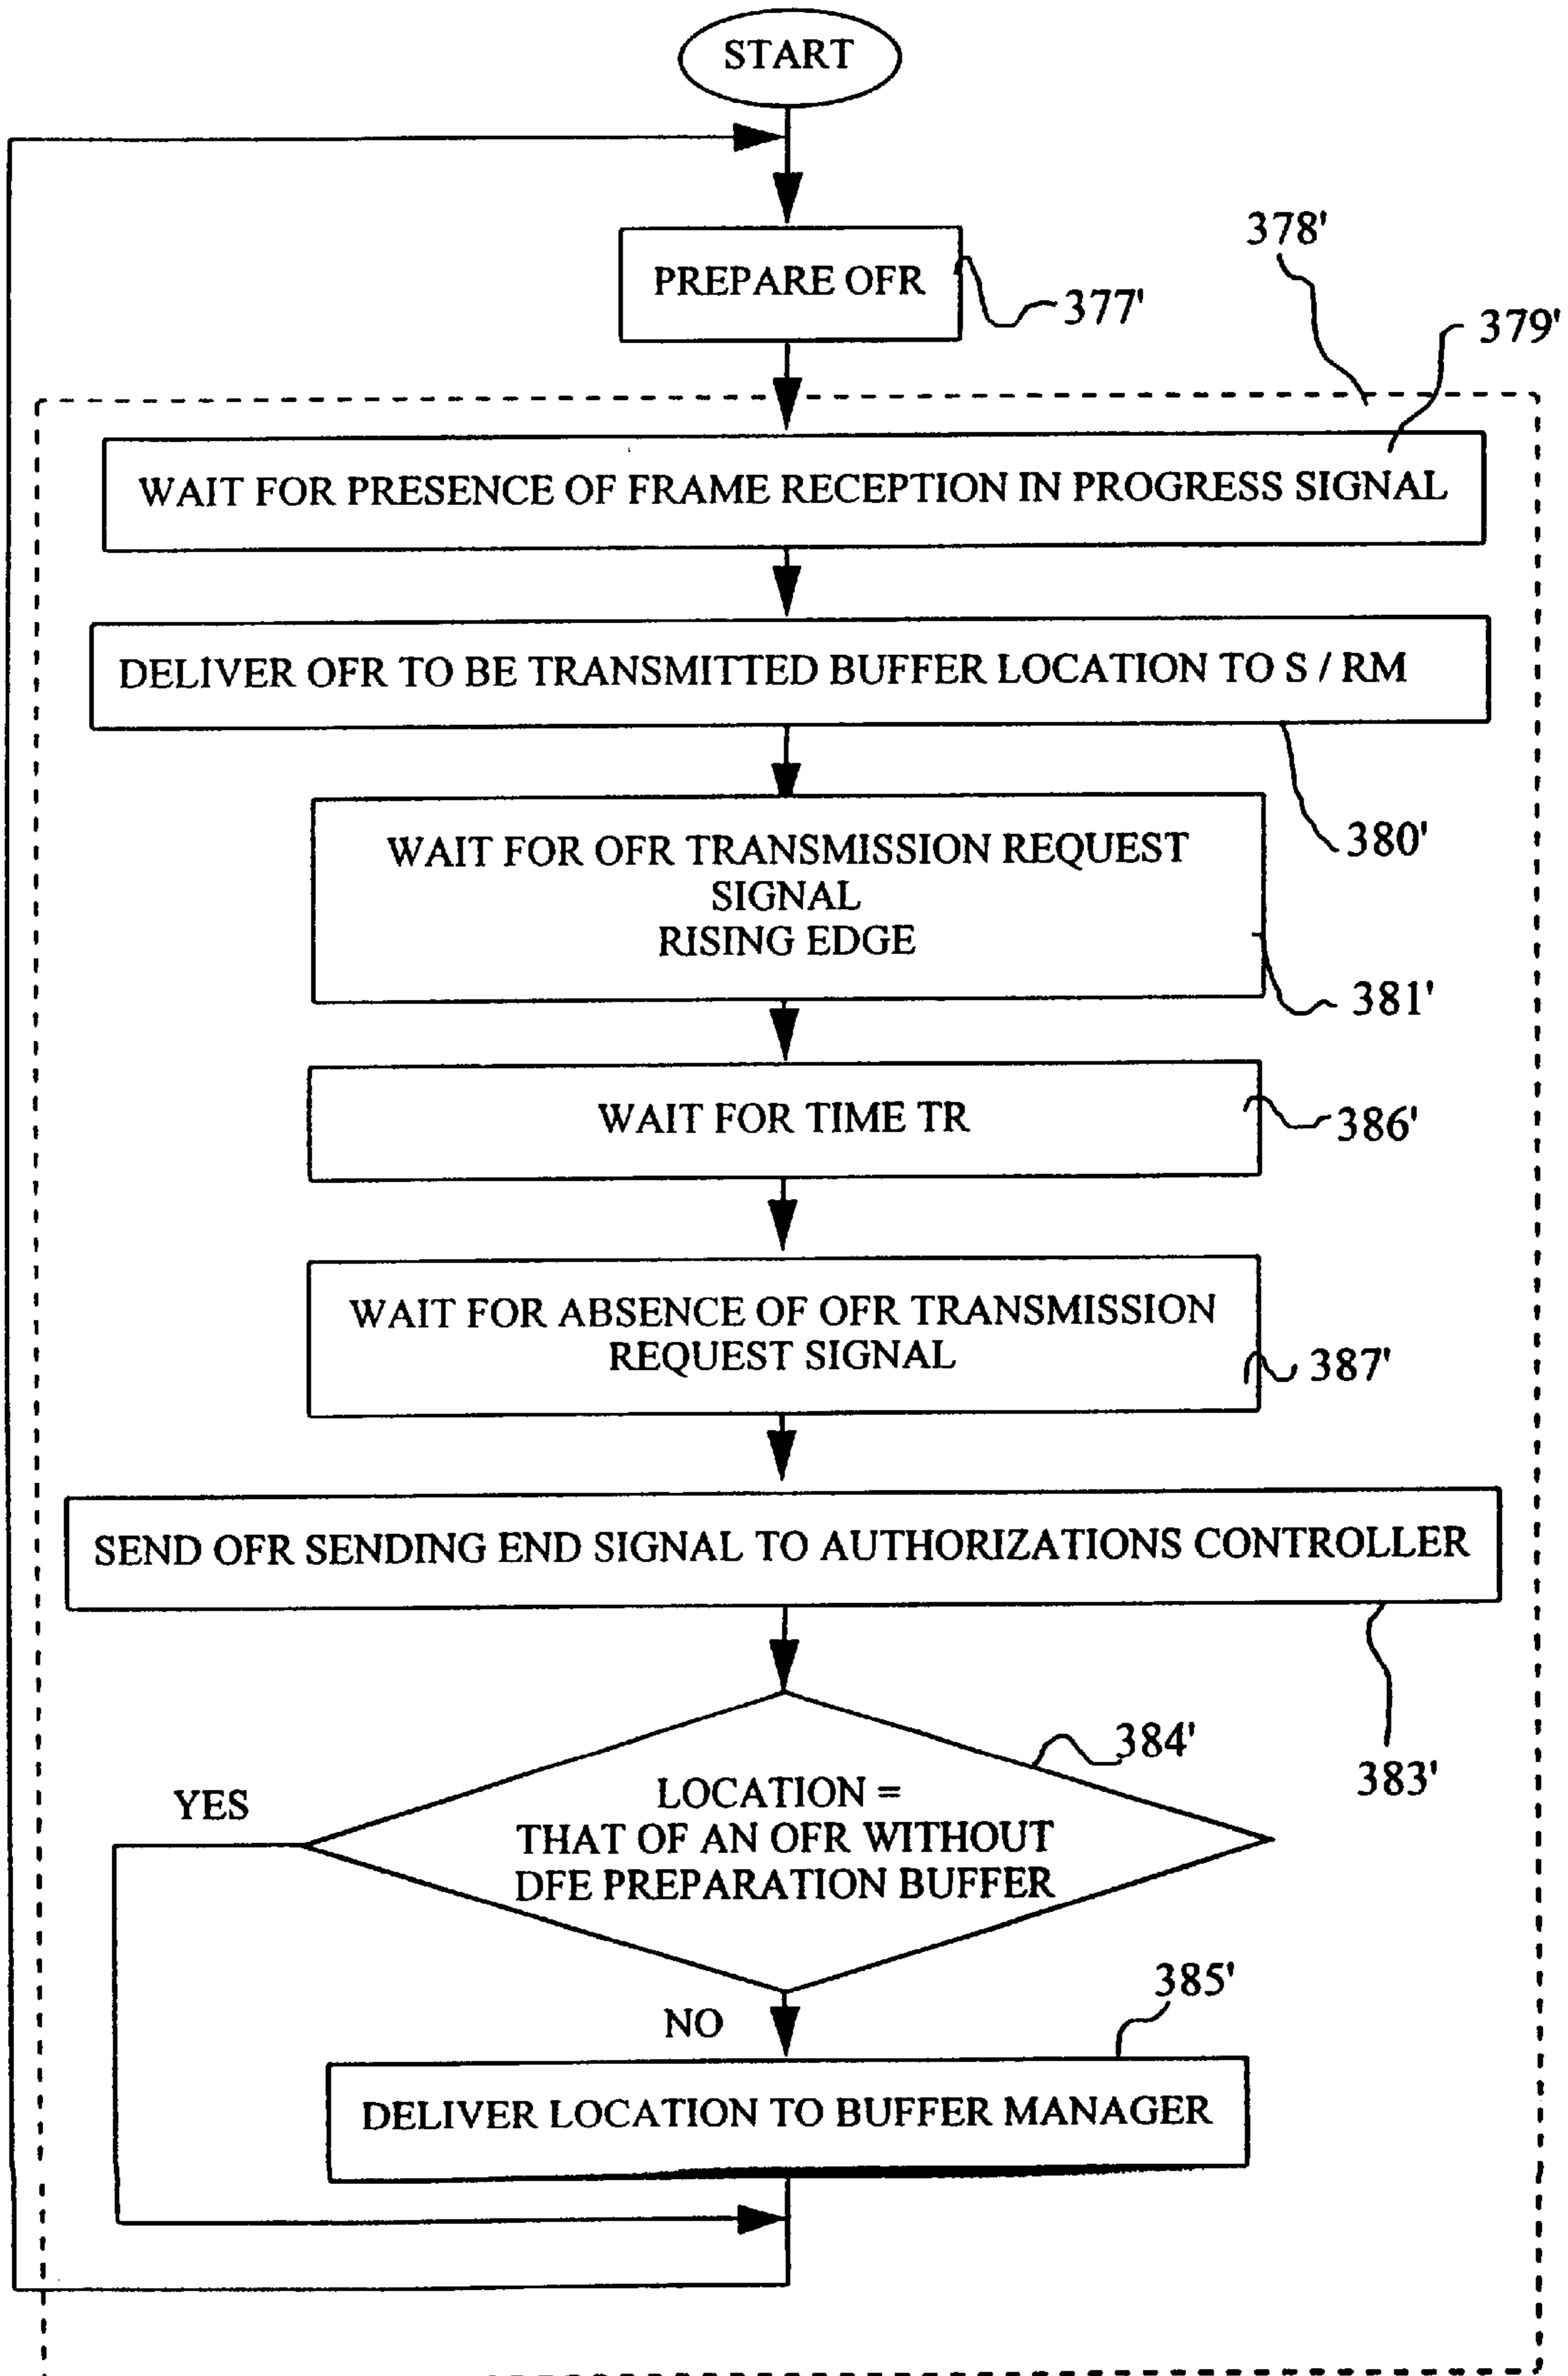 START
378'
PREPARE OFR
377'
379'
WAIT FOR PRESENCE OF FRAME RECEPTION IN PROGRESS SIGNAL
DELIVER OFR TO BE TRANSMITTED BUFFER LOCATION TO S / RM
380'
WAIT FOR OFR TRANSMISSION REQUEST
SIGNAL
RISING EDGE
381'
WAIT FOR TIME TR
386'
WAIT FOR ABSENCE OF OFR TRANSMISSION
REQUEST SIGNAL
387'
SEND OFR SENDING END SIGNAL TO AUTHORIZATIONS CONTROLLER
384'
383'
YES
LOCATION =
THAT OF AN OFR WITHOUT
DFE PREPARATION BUFFER
385'
NO
DELIVER LOCATION TO BUFFER MANAGER